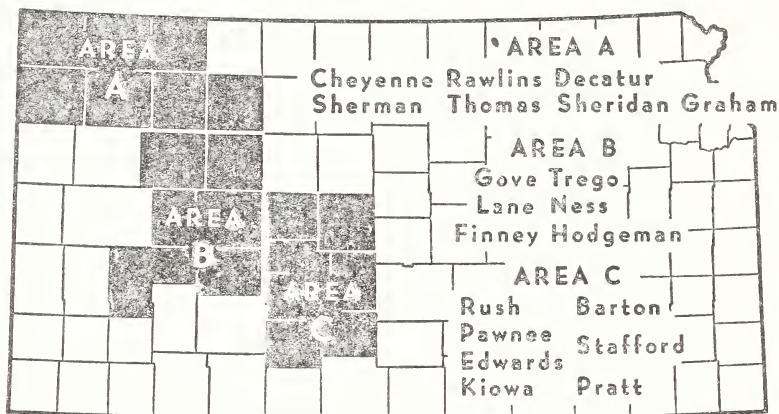 AREA
A
AREA
B
AREA
C
AREA A
Cheyenne Rawlins Decatur
Sherman Thomas Sheridan Graham
AREA B
Gove Trego
Lane Ness
Finney Hodgeman
AREA C
Rush Barton
Pawnee
Stafford
Edwards
Kiowa Pratt